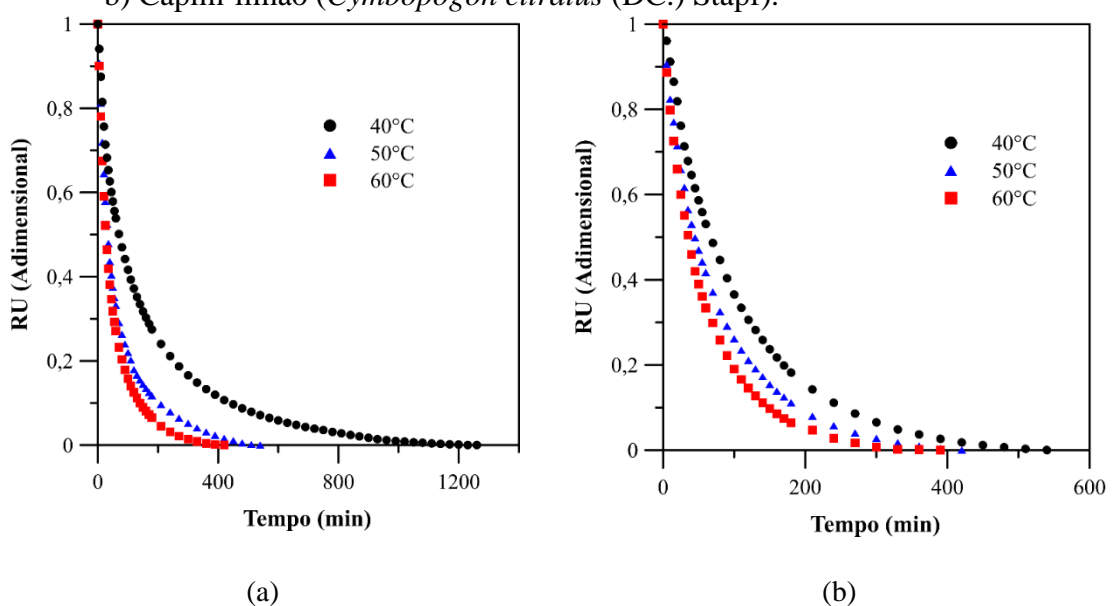 b) Capim-limão (Cymbopogon citratus (DC.) Stapf).
1
0,8
0,6
0,4
0,2
0
RU (Adimensional)
40°C
50°C
60°C
0
400
800
1200
Tempo (min)
(a)
1
0,8
0,6
0,4
0,2
0
RU (Adimensional)
40°C
50°C
60°C
0
200
400
600
Tempo (min)
(b)